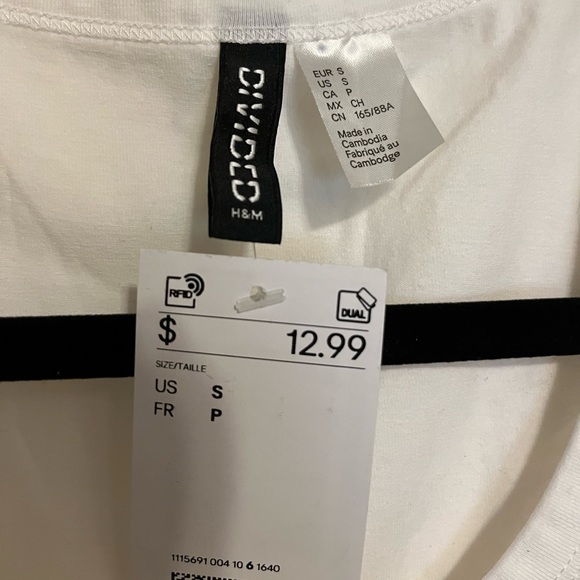 DIVIDED
H&M
EUR S
US S
CA P
MX CH
CN 165/88A
Made in
Cambodia
Fabriqué au
Cambodge
RFID
DUAL
$ 12.99
SIZE/TAILLE
US S
FR P
1115691 004 10 6 1640